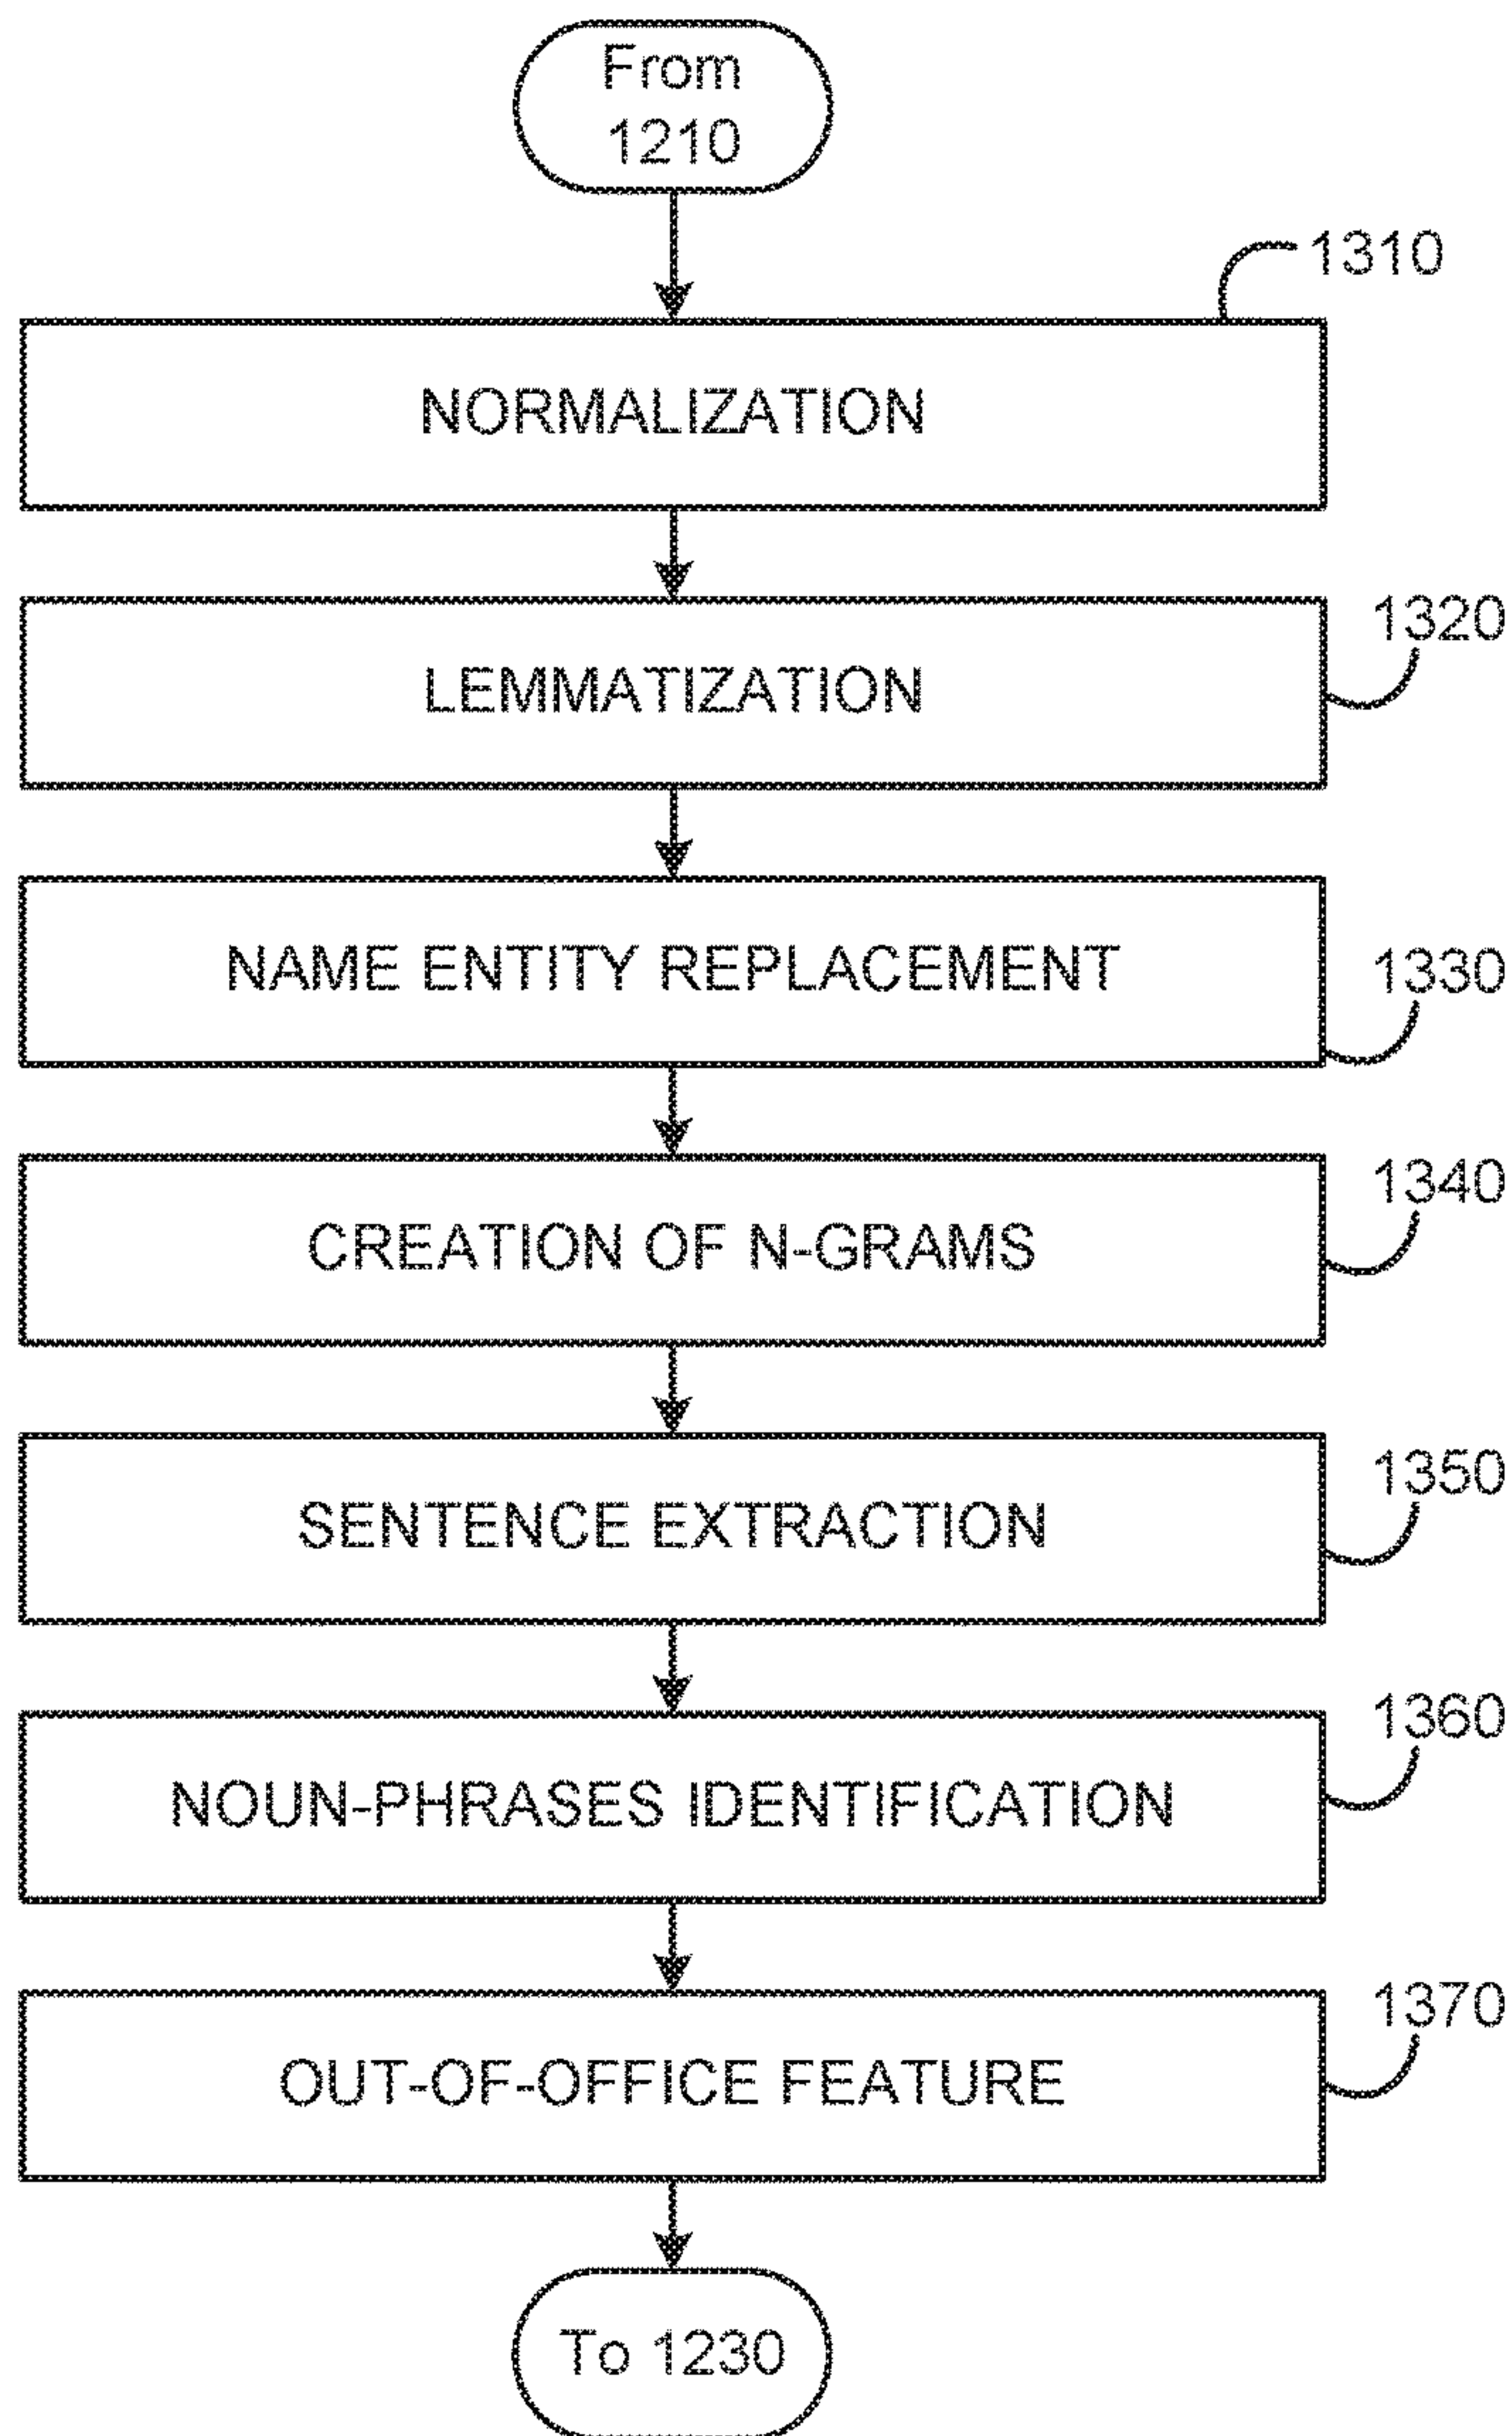 From
1210
1310
NORMALIZATION
1320
LEMMATIZATION
NAME ENTITY REPLACEMENT
1330
1340
CREATION OF N-GRAMS
1350
SENTENCE EXTRACTION
1360
NOUN-PHRASES IDENTIFICATION
1370
OUT-OF-OFFICE FEATURE
To 1230